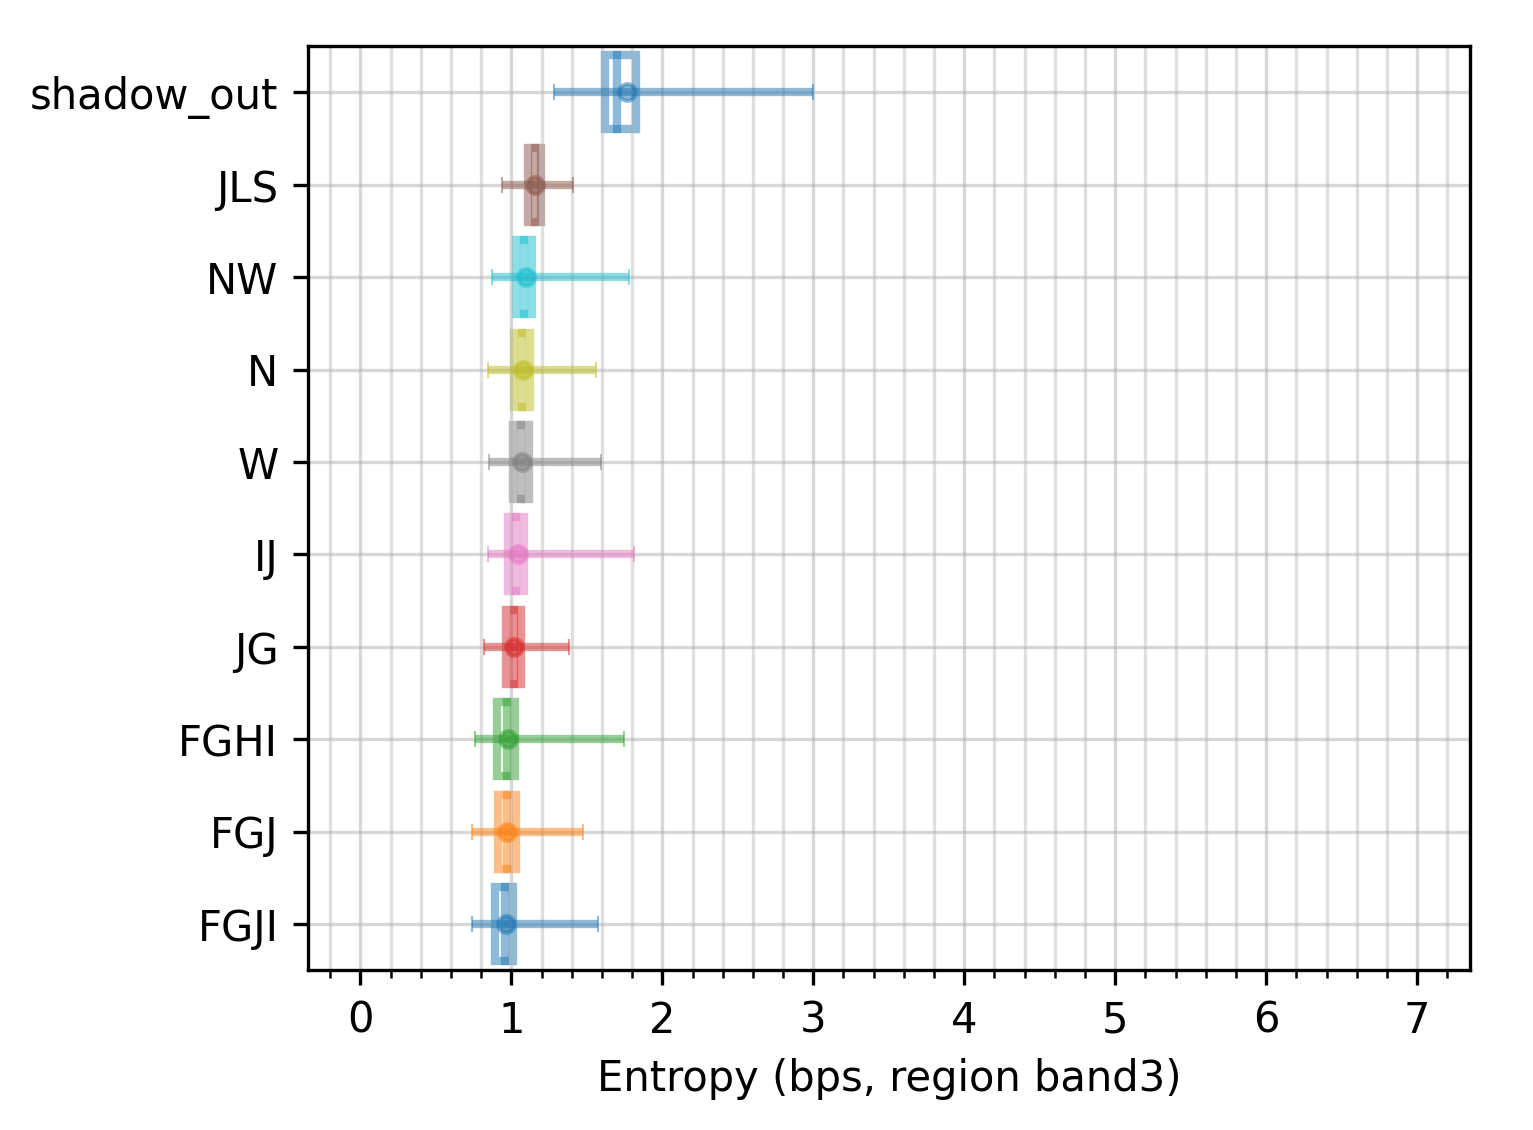 shadow_out
JLS
NW
N
W
IJ
JG
FGHI
FGJ
FGJI
0 1 2 3 4 5 6 7
Entropy (bps, region band3)